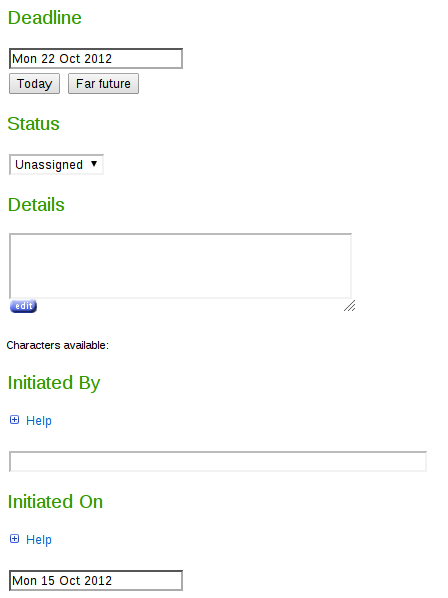 Deadline
Mon 22 Oct 2012
Today Far future
Status
Unassigned
Details
edit
Characters available:
Initiated By
Help
Initiated On
Help
Mon 15 Oct 2012